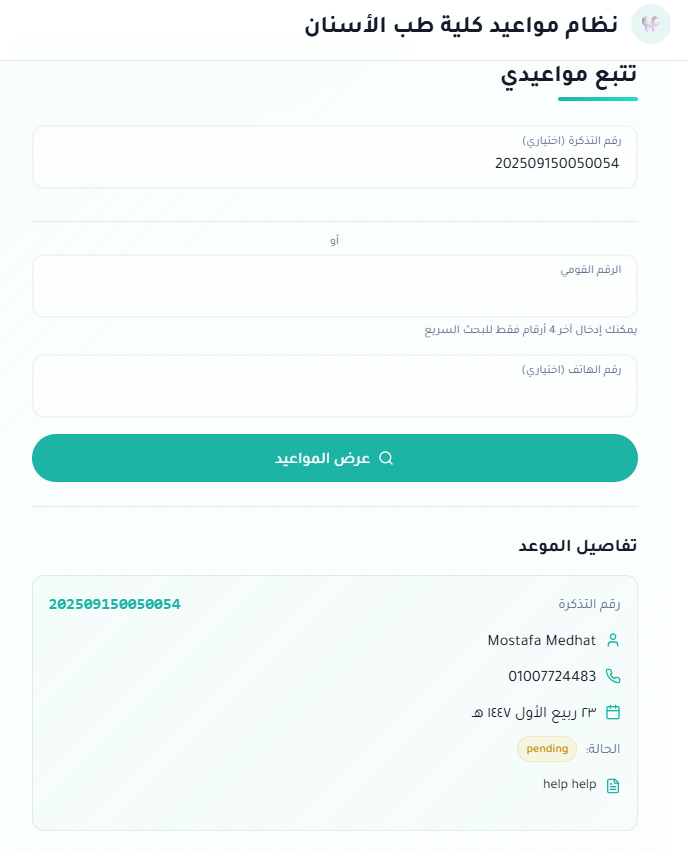 نظام مواعيد كلية طب الأسنان
تتبع مواعيدي
رقم التذكرة (اختياري)
202509150050054
أو
الرقم القومي
يمكنك إدخال آخر 4 أرقام فقط للبحث السريع
رقم الهاتف (اختياري)
عرض المواعيد
تفاصيل الموعد
رقم التذكرة 202509150050054
Mostafa Medhat
01007724483
٢٣ ربيع الأول ١٤٤٧ هـ
الحالة: pending
help help